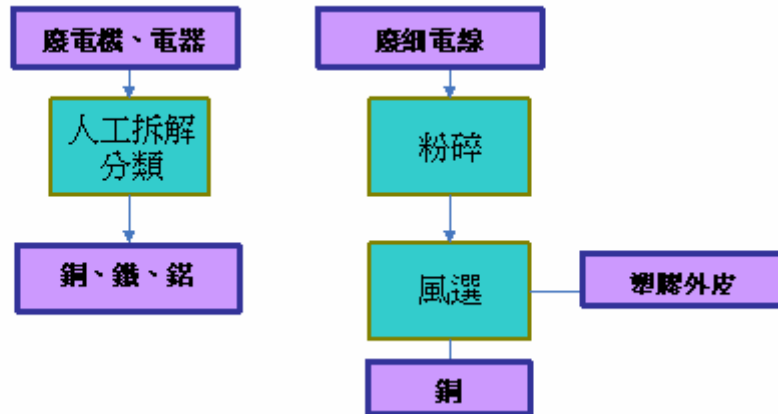 廢電機、電器
人工拆解
分類
銅、鐵、鋁
廢細電線
粉碎
風選
塑膠外皮
銅